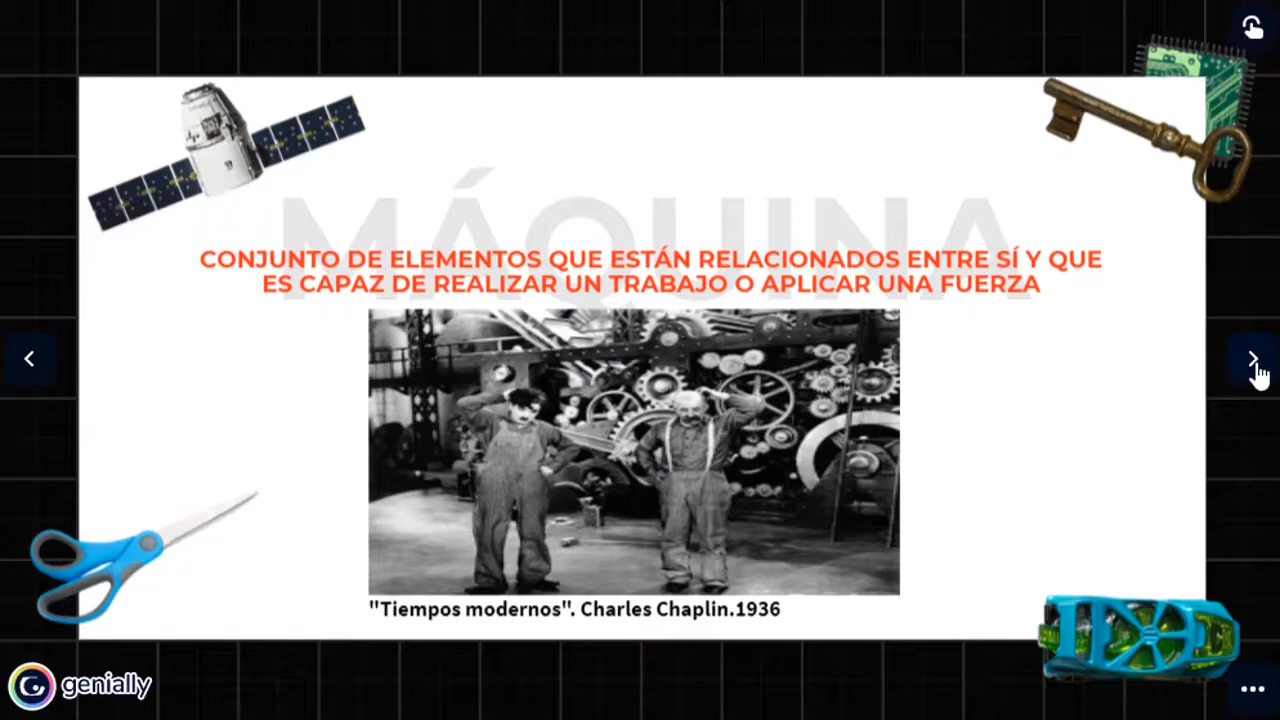 MÁQUINA
CONJUNTO DE ELEMENTOS QUE ESTÁN RELACIONADOS ENTRE SÍ Y QUE
ES CAPAZ DE REALIZAR UN TRABAJO O APLICAR UNA FUERZA
"Tiempos modernos". Charles Chaplin.1936
genially